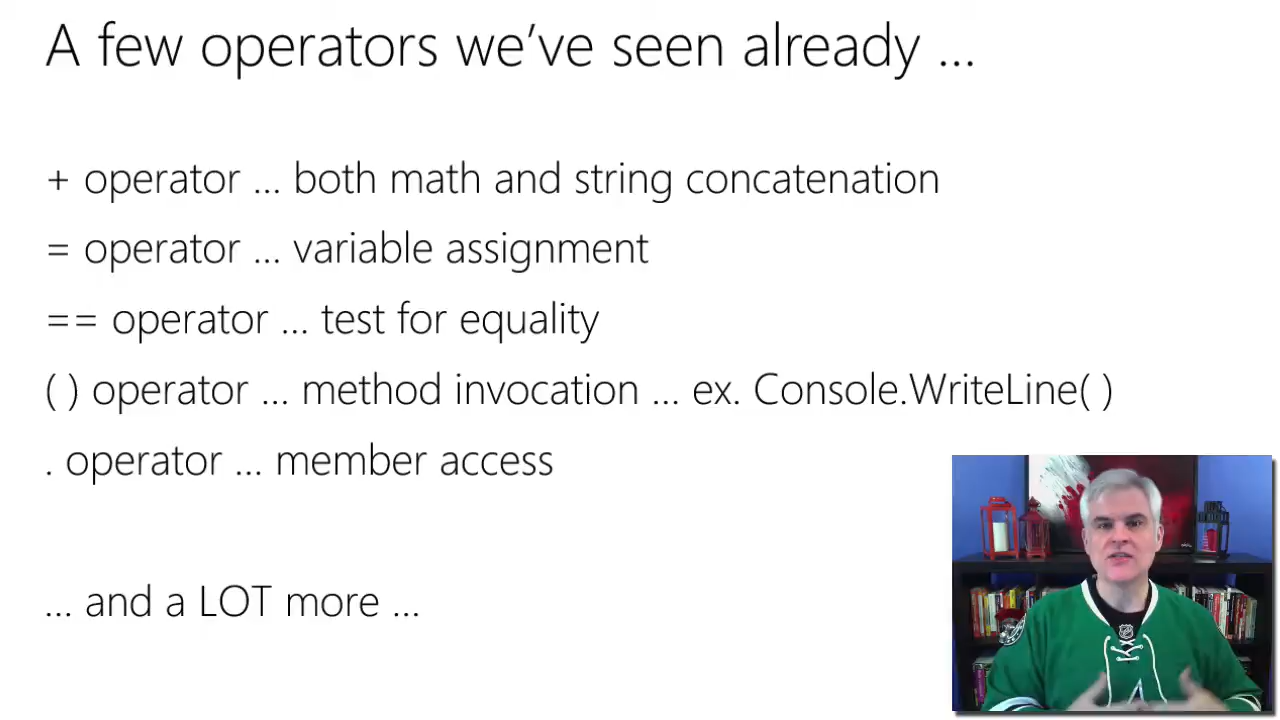 A few operators we've seen already ...
+ operator ... both math and string concatenation
= operator ... variable assignment
== operator ... test for equality
( ) operator ... method invocation ... ex. Console.WriteLine( )
. operator ... member access
... and a LOT more ...